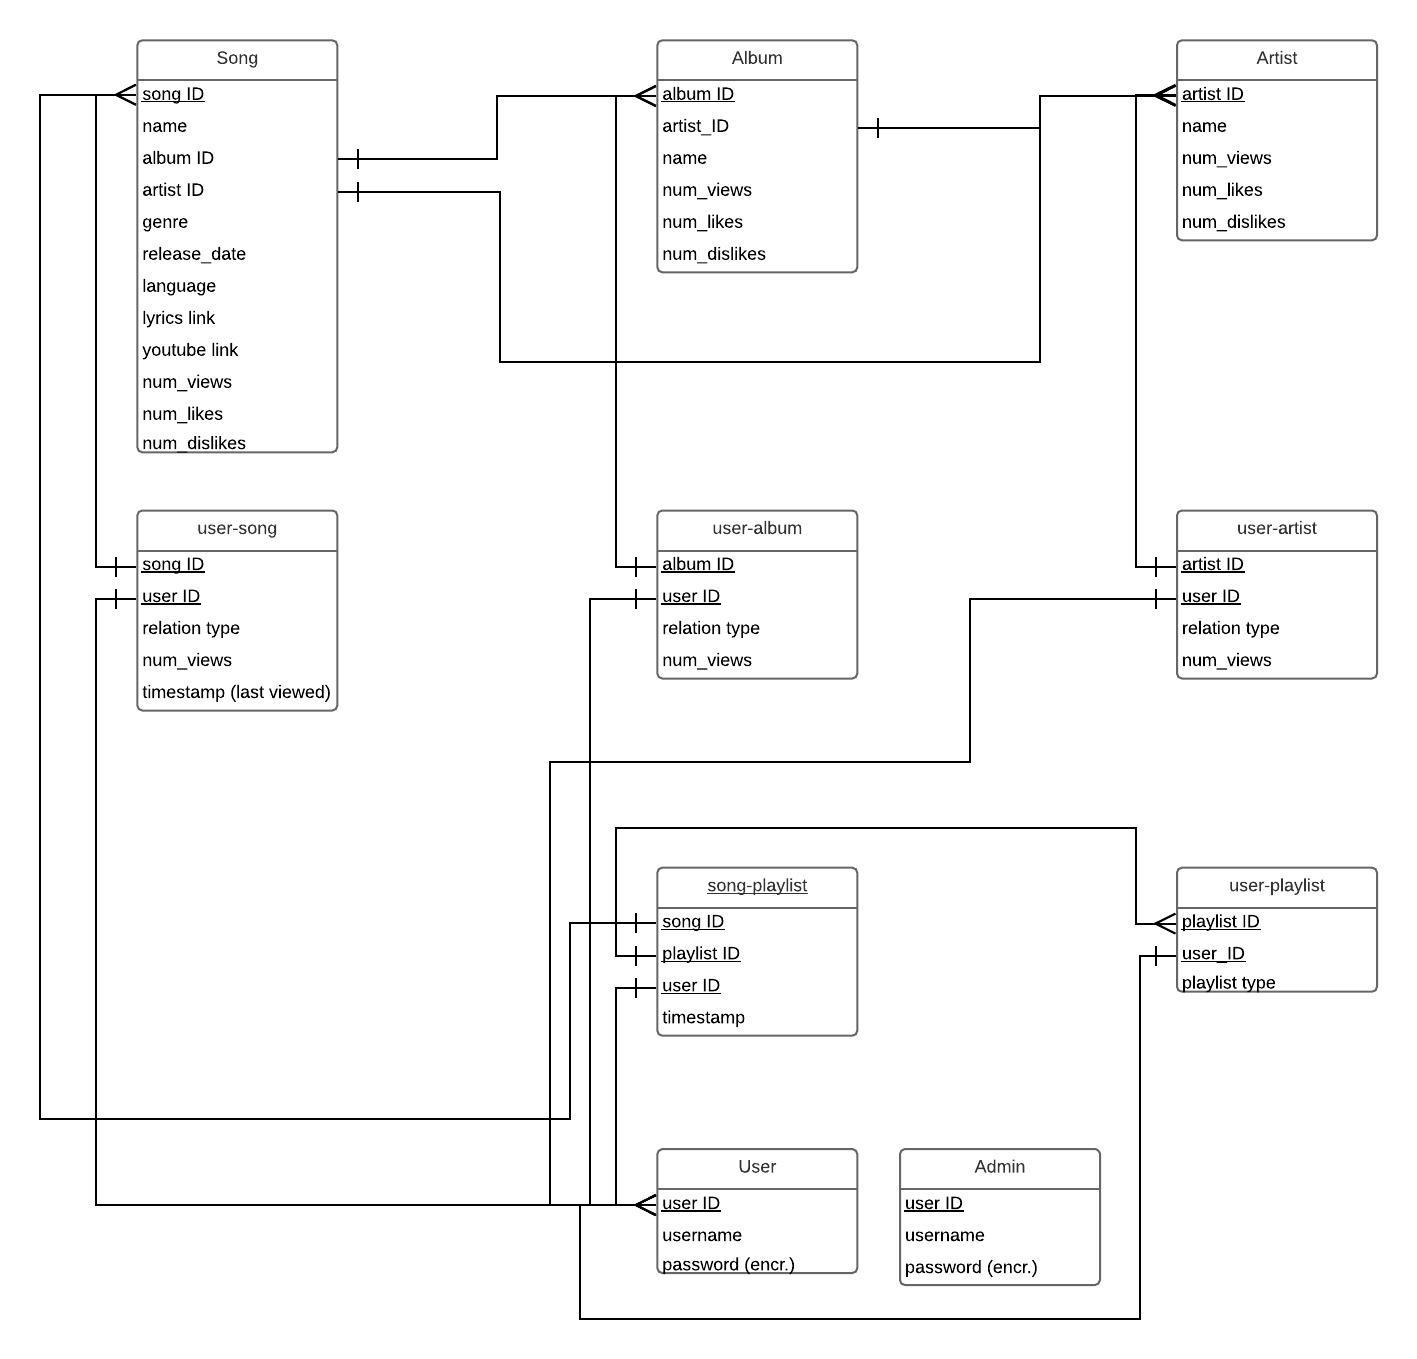 Song
song ID
name
album ID
artist ID
genre
release_date
language
lyrics link
youtube link
num_views
num_likes
num_dislikes
Album
album ID
artist_ID
name
num_views
num_likes
num_dislikes
Artist
artist ID
name
num_views
num_likes
num_dislikes
user-song
song ID
user ID
relation type
num_views
timestamp (last viewed)
user-album
album ID
user ID
relation type
num_views
user-artist
artist ID
user ID
relation type
num_views
song-playlist
song ID
playlist ID
user ID
timestamp
user-playlist
playlist ID
user_ID
playlist type
User
user ID
username
password (encr.)
Admin
user ID
username
password (encr.)